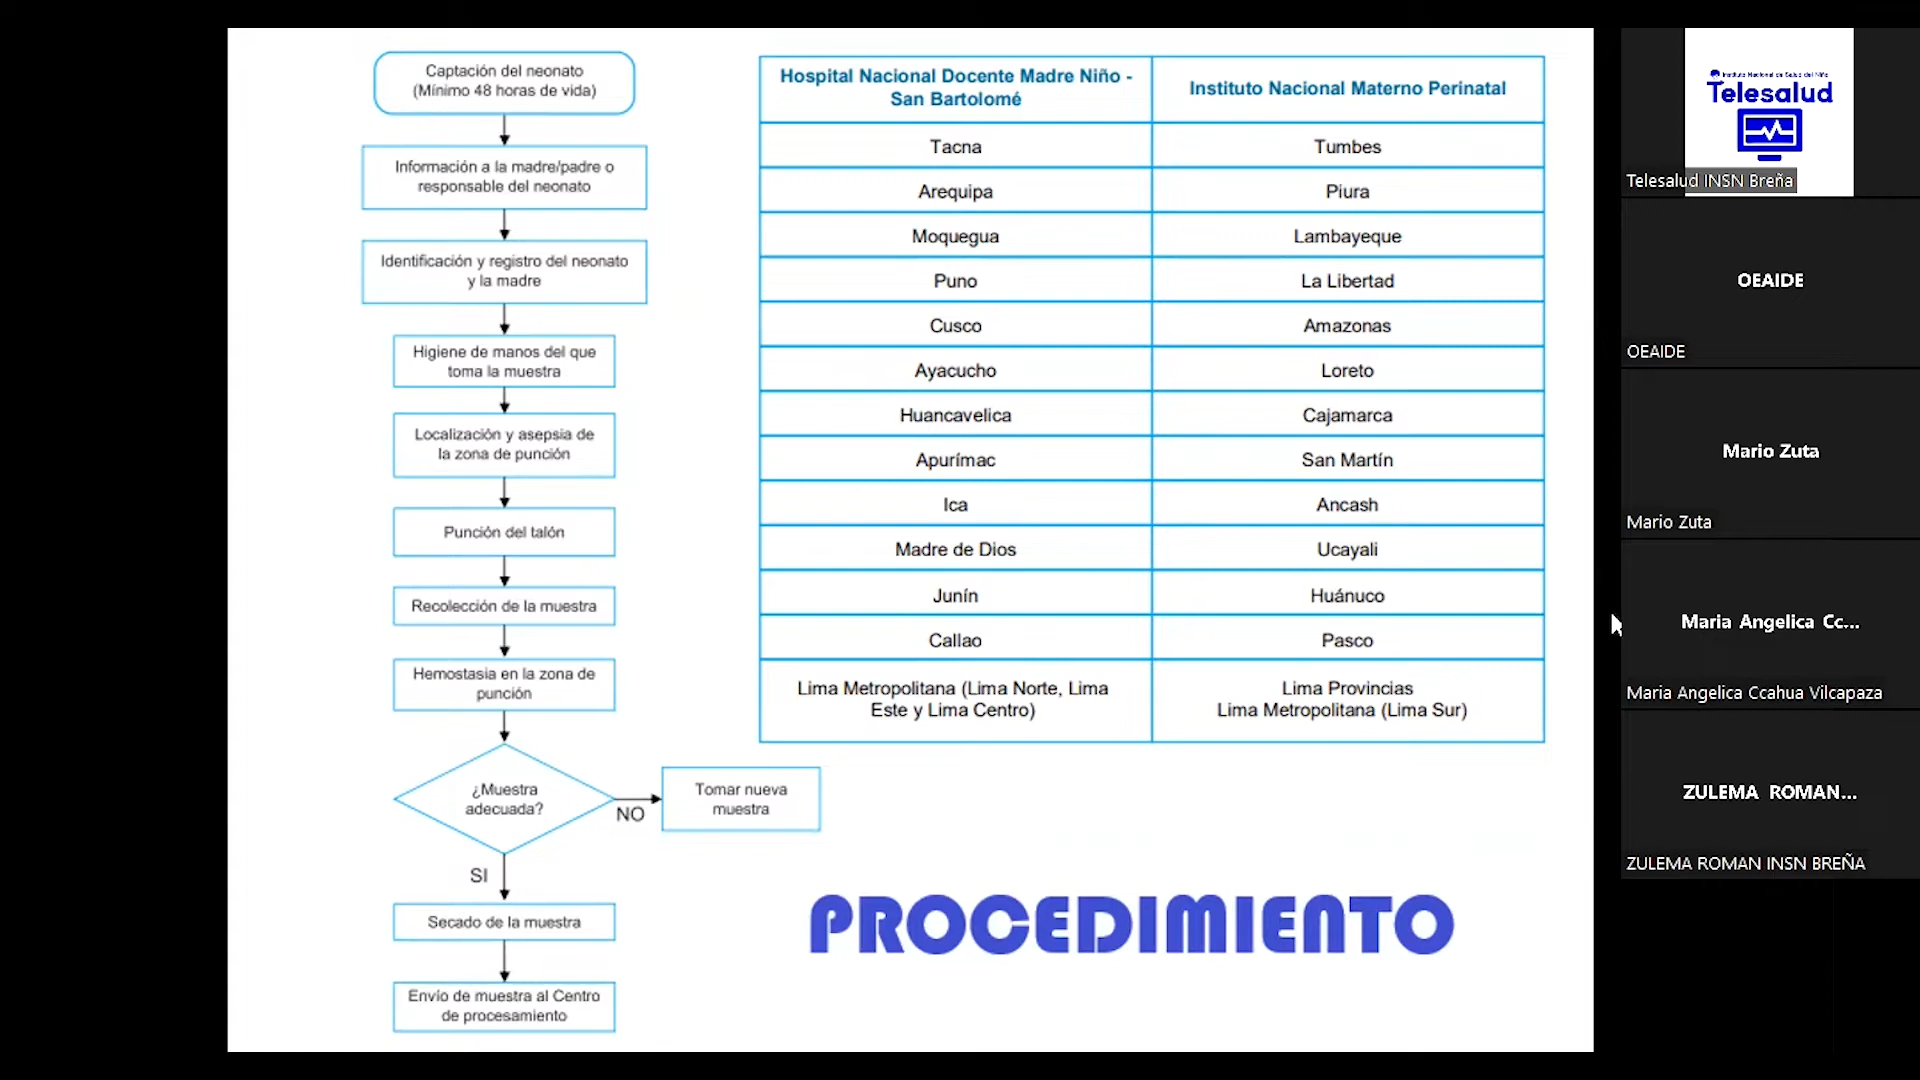 Captación del neonato
(Mínimo 48 horas de vida)
Información a la madre/padre o
responsable del neonato
Identificación y registro del neonato
y la madre
Higiene de manos del que
toma la muestra
Localización y asepsia de
la zona de punción
Punción del talón
Recolección de la muestra
Hemostasia en la zona de
punción
¿Muestra
adecuada?
NO
Tomar nueva
muestra
SI
Secado de la muestra
Envío de muestra al Centro
de procesamiento
Hospital Nacional Docente Madre Niño -
San Bartolomé
Instituto Nacional Materno Perinatal
Tacna
Tumbes
Arequipa
Piura
Moquegua
Lambayeque
Puno
La Libertad
Cusco
Amazonas
Ayacucho
Loreto
Huancavelica
Cajamarca
Apurímac
San Martín
Ica
Ancash
Madre de Dios
Ucayali
Junín
Huánuco
Callao
Pasco
Lima Metropolitana (Lima Norte, Lima
Este y Lima Centro)
Lima Provincias
Lima Metropolitana (Lima Sur)
PROCEDIMIENTO
Instituto Nacional de Salud del Niño
Telesalud
Telesalud INSN Breña
OEAIDE
OEAIDE
Mario Zuta
Mario Zuta
Maria Angelica Cc...
Maria Angelica Ccahua Vilcapaza
ZULEMA ROMAN...
ZULEMA ROMAN INSN BREÑA